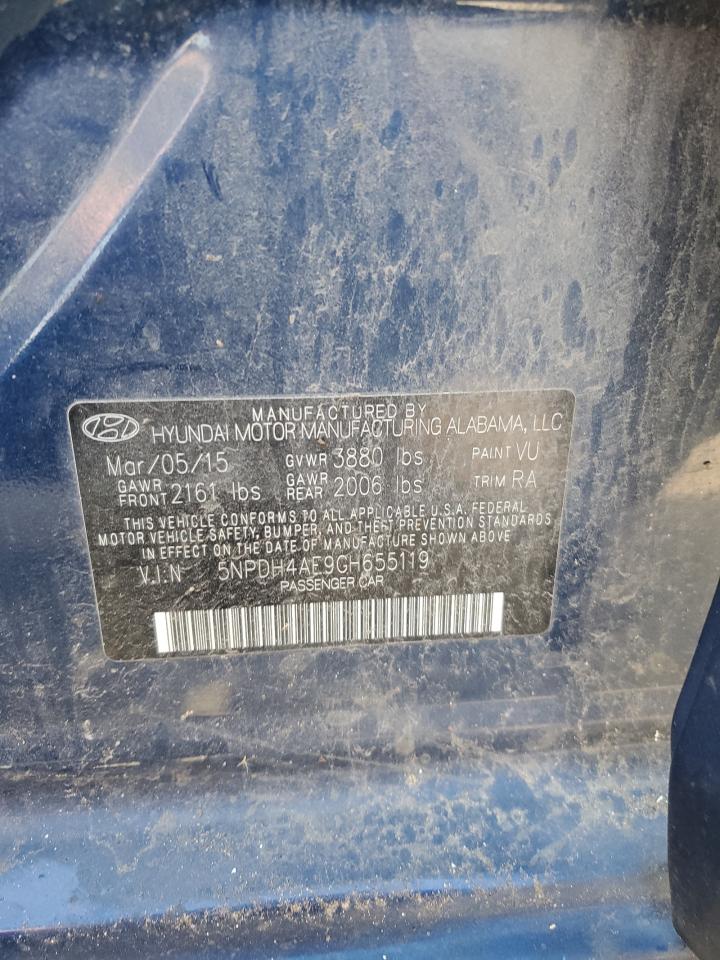 MANUFACTURED BY
HYUNDAI MOTOR MANUFACTURING ALABAMA, LLC
Mar/05/15 GVWR 3880 lbs PAINT VU
GAWR FRONT 2161 lbs GAWR REAR 2006 lbs TRIM RA
THIS VEHICLE CONFORMS TO ALL APPLICABLE U.S.A. FEDERAL
MOTOR VEHICLE SAFETY, BUMPER, AND THEFT PREVENTION STANDARDS
IN EFFECT ON THE DATE OF MANUFACTURE SHOWN ABOVE
V.I.N 5NPDH4AE9GH655119
PASSENGER CAR